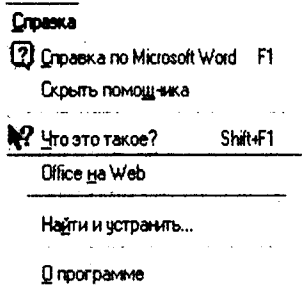 Справка
Справка по Microsoft Word F1
Скрыть помощника
Что это такое? Shift+F1
Office на Web
Найти и устранить...
О программе